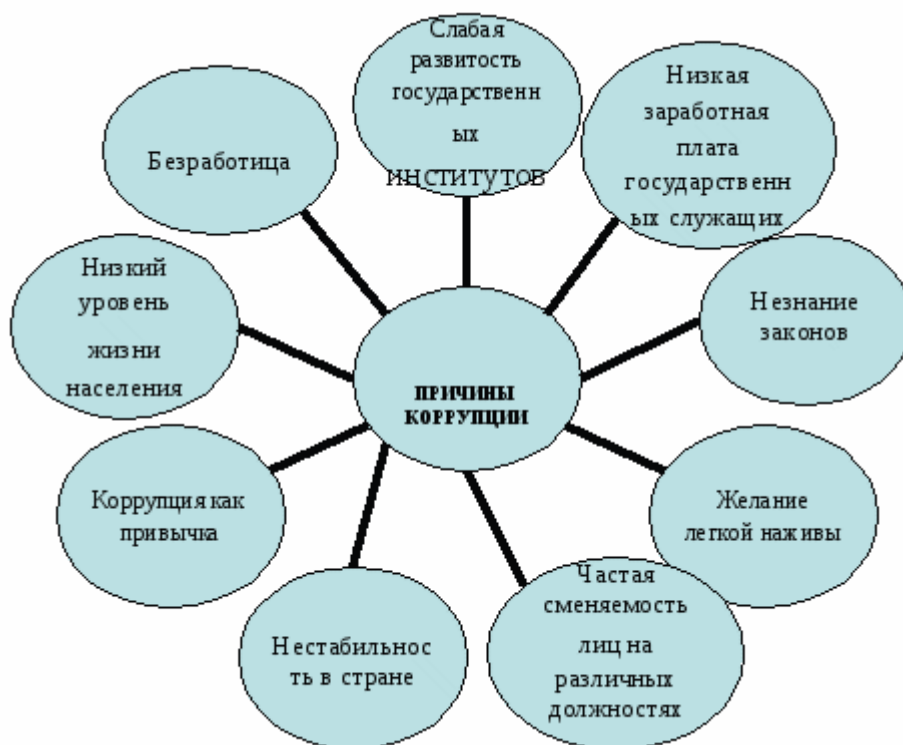 Слабая
развитость
государственн
ых
институтов
Низкая
заработная
плата
государственн
ых служащих
Незнание
законов
Желание
легкой наживы
Частая
сменяемость
лиц на
различных
должностях
Нестабильнос
ть в стране
Коррупция как
привычка
Низкий
уровень
жизни
населения
Безработица
ПРИЧИНЫ
КОРРУПЦИИ